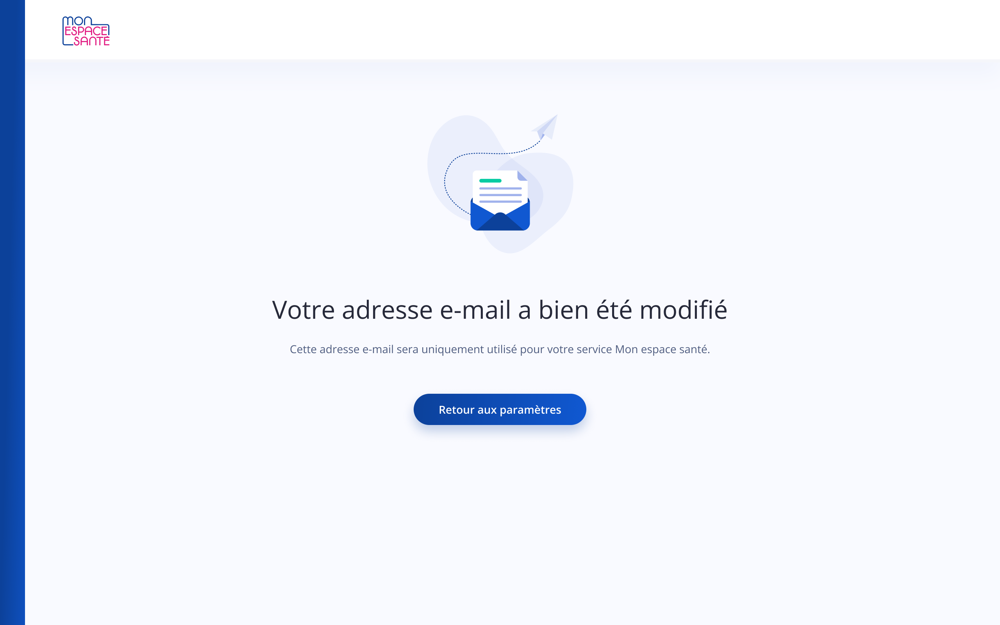 mon
ESPACE
SANTÉ
Votre adresse e-mail a bien été modifié
Cette adresse e-mail sera uniquement utilisé pour votre service Mon espace santé.
Retour aux paramètres